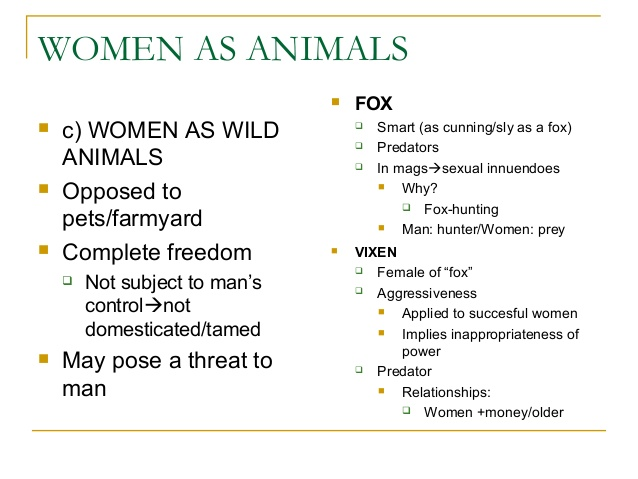 WOMEN AS ANIMALS
c) WOMEN AS WILD
ANIMALS
Opposed to
pets/farmyard
Complete freedom
Not subject to man's
control→not
domesticated/tamed
May pose a threat to
man
FOX
Smart (as cunning/sly as a fox)
Predators
In mags→sexual innuendoes
Why?
Fox-hunting
Man: hunter/Women: prey
VIXEN
Female of “fox”
Aggressiveness
Applied to succesful women
Implies inappropriateness of
power
Predator
Relationships:
Women +money/older